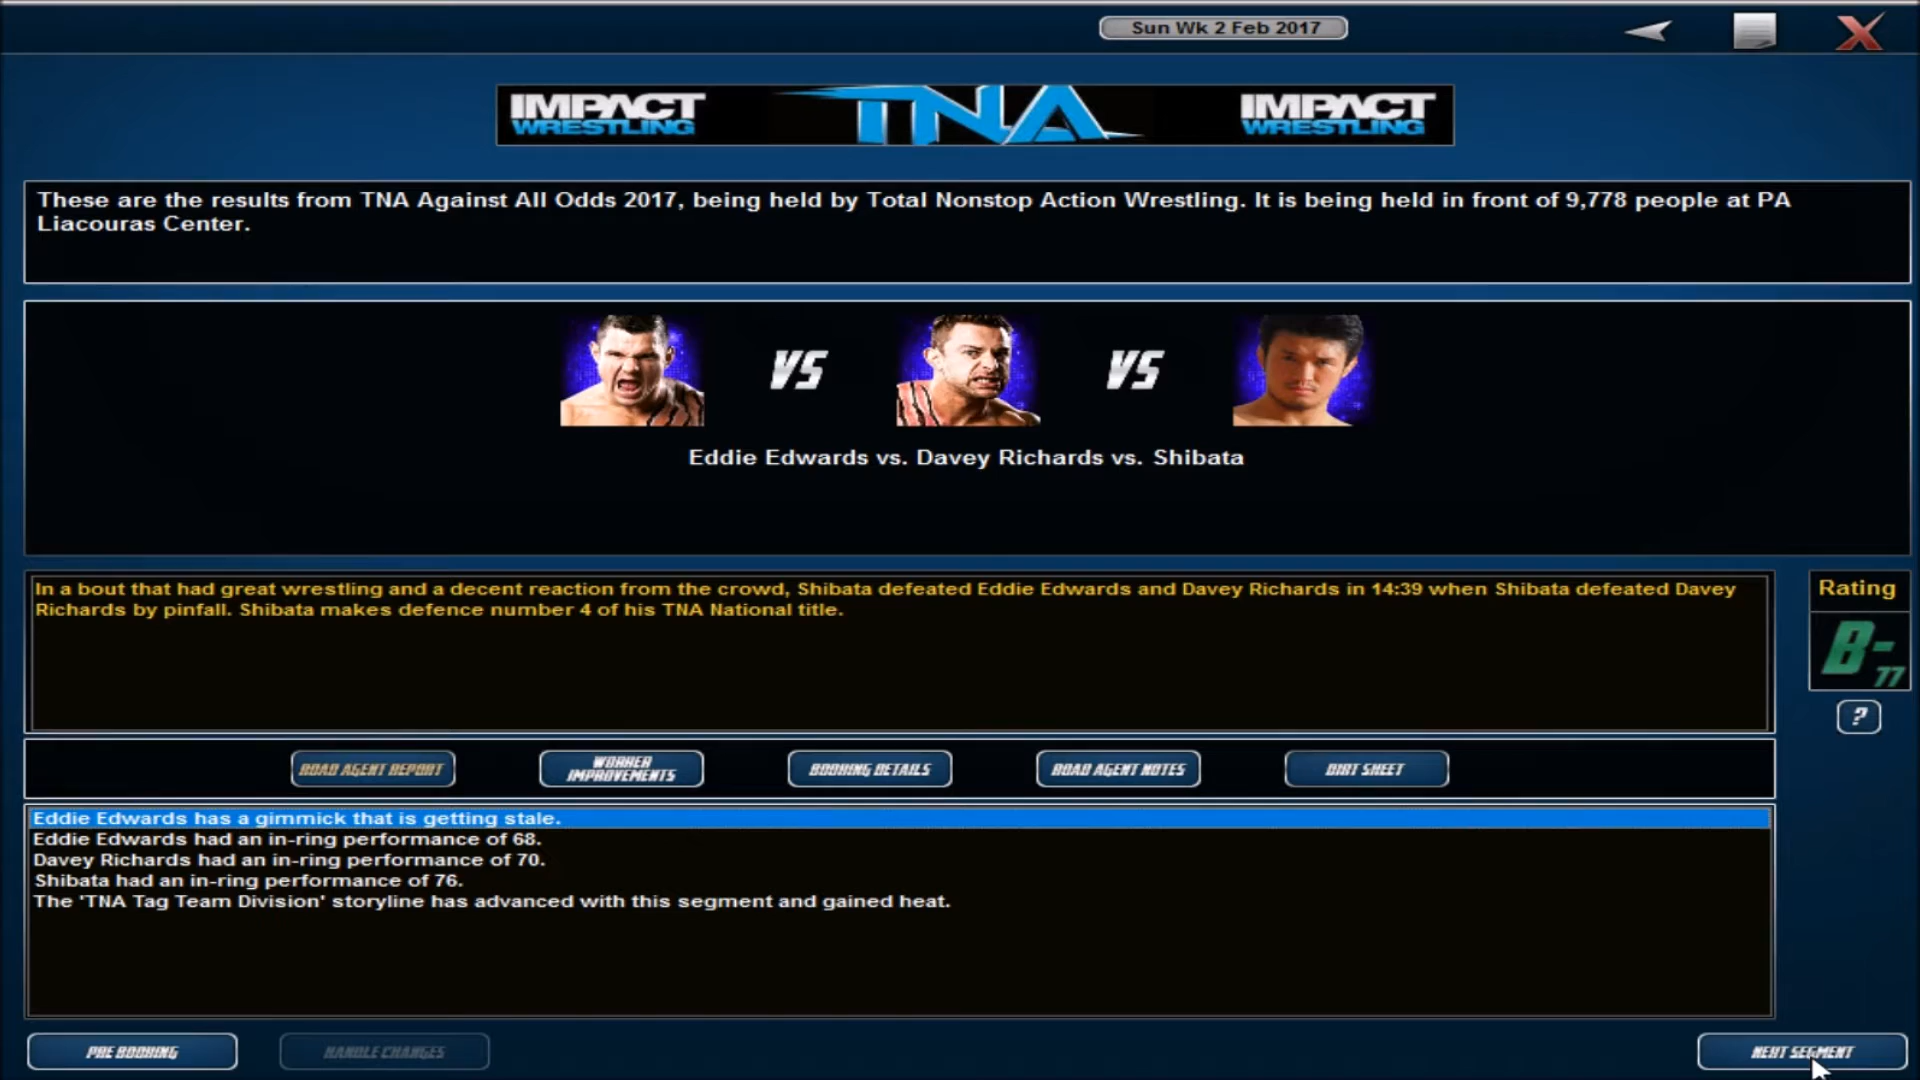 Sun Wk 2 Feb 2017
IMPACT WRESTLING TNA IMPACT WRESTLING
These are the results from TNA Against All Odds 2017, being held by Total Nonstop Action Wrestling. It is being held in front of 9,778 people at PA
Liacouras Center.
VS VS
Eddie Edwards vs. Davey Richards vs. Shibata
In a bout that had great wrestling and a decent reaction from the crowd, Shibata defeated Eddie Edwards and Davey Richards in 14:39 when Shibata defeated Davey
Richards by pinfall. Shibata makes defence number 4 of his TNA National title.
Rating
B-
77
?
ROAD AGENT REPORT
WORKER
IMPROVEMENTS
BOOKING DETAILS
ROAD AGENT NOTES
DIRT SHEET
Eddie Edwards has a gimmick that is getting stale.
Eddie Edwards had an in-ring performance of 68.
Davey Richards had an in-ring performance of 70.
Shibata had an in-ring performance of 76.
The 'TNA Tag Team Division' storyline has advanced with this segment and gained heat.
PRE BOOKING
HANDLE CHANGES
NEXT SEGMENT